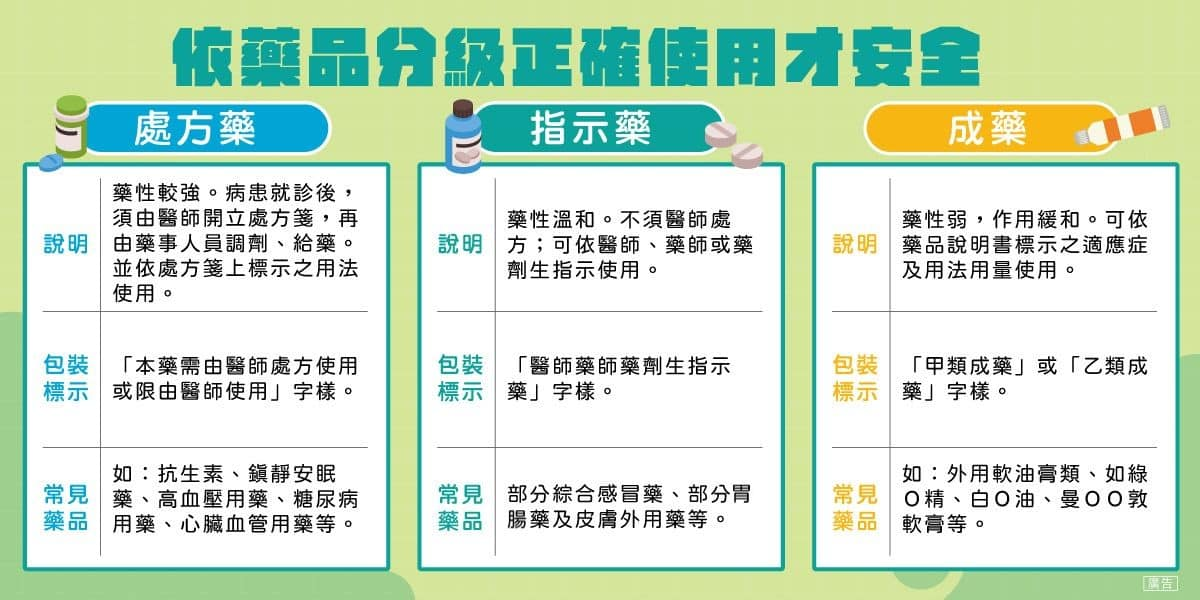 依藥品分級正確使用才安全
處方藥
說明
藥性較強。病患就診後，
須由醫師開立處方箋，再
由藥事人員調劑、給藥。
並依處方箋上標示之用法
使用。
包裝
標示
「本藥需由醫師處方使用
或限由醫師使用」字樣。
常見
藥品
如：抗生素、鎮靜安眠
藥、高血壓用藥、糖尿病
用藥、心臟血管用藥等。
指示藥
說明
藥性溫和。不須醫師處
方；可依醫師、藥師或藥
劑生指示使用。
包裝
標示
「醫師藥師藥劑生指示
藥」字樣。
常見
藥品
部分綜合感冒藥、部分胃
腸藥及皮膚外用藥等。
成藥
說明
藥性弱，作用緩和。可依
藥品說明書標示之適應症
及用法用量使用。
包裝
標示
「甲類成藥」或「乙類成
藥」字樣。
常見
藥品
如：外用軟油膏類、如綠
O精、白O油、曼OO敦
軟膏等。
廣告